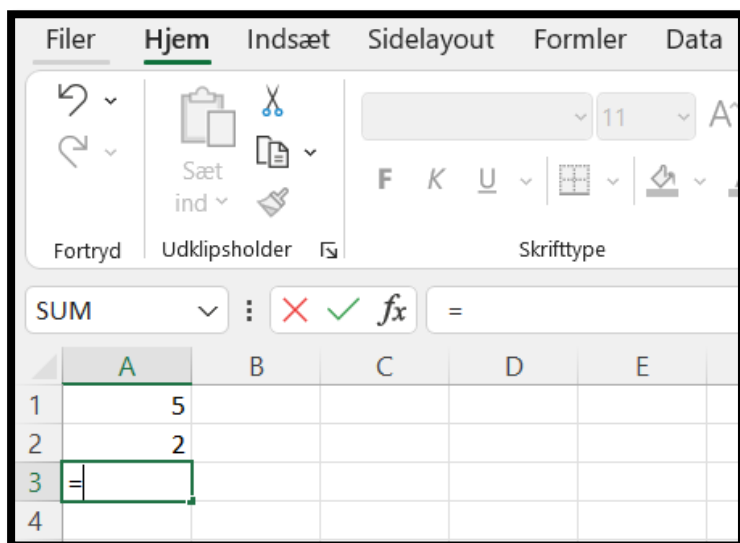 Filer Hjem Indsæt Sidelayout Formler Data
11 A^
Sæt
ind
F K U
Fortryd Udklipsholder Skrifttype
SUM fx =
A B C D E
1 5
2 2
3 =
4